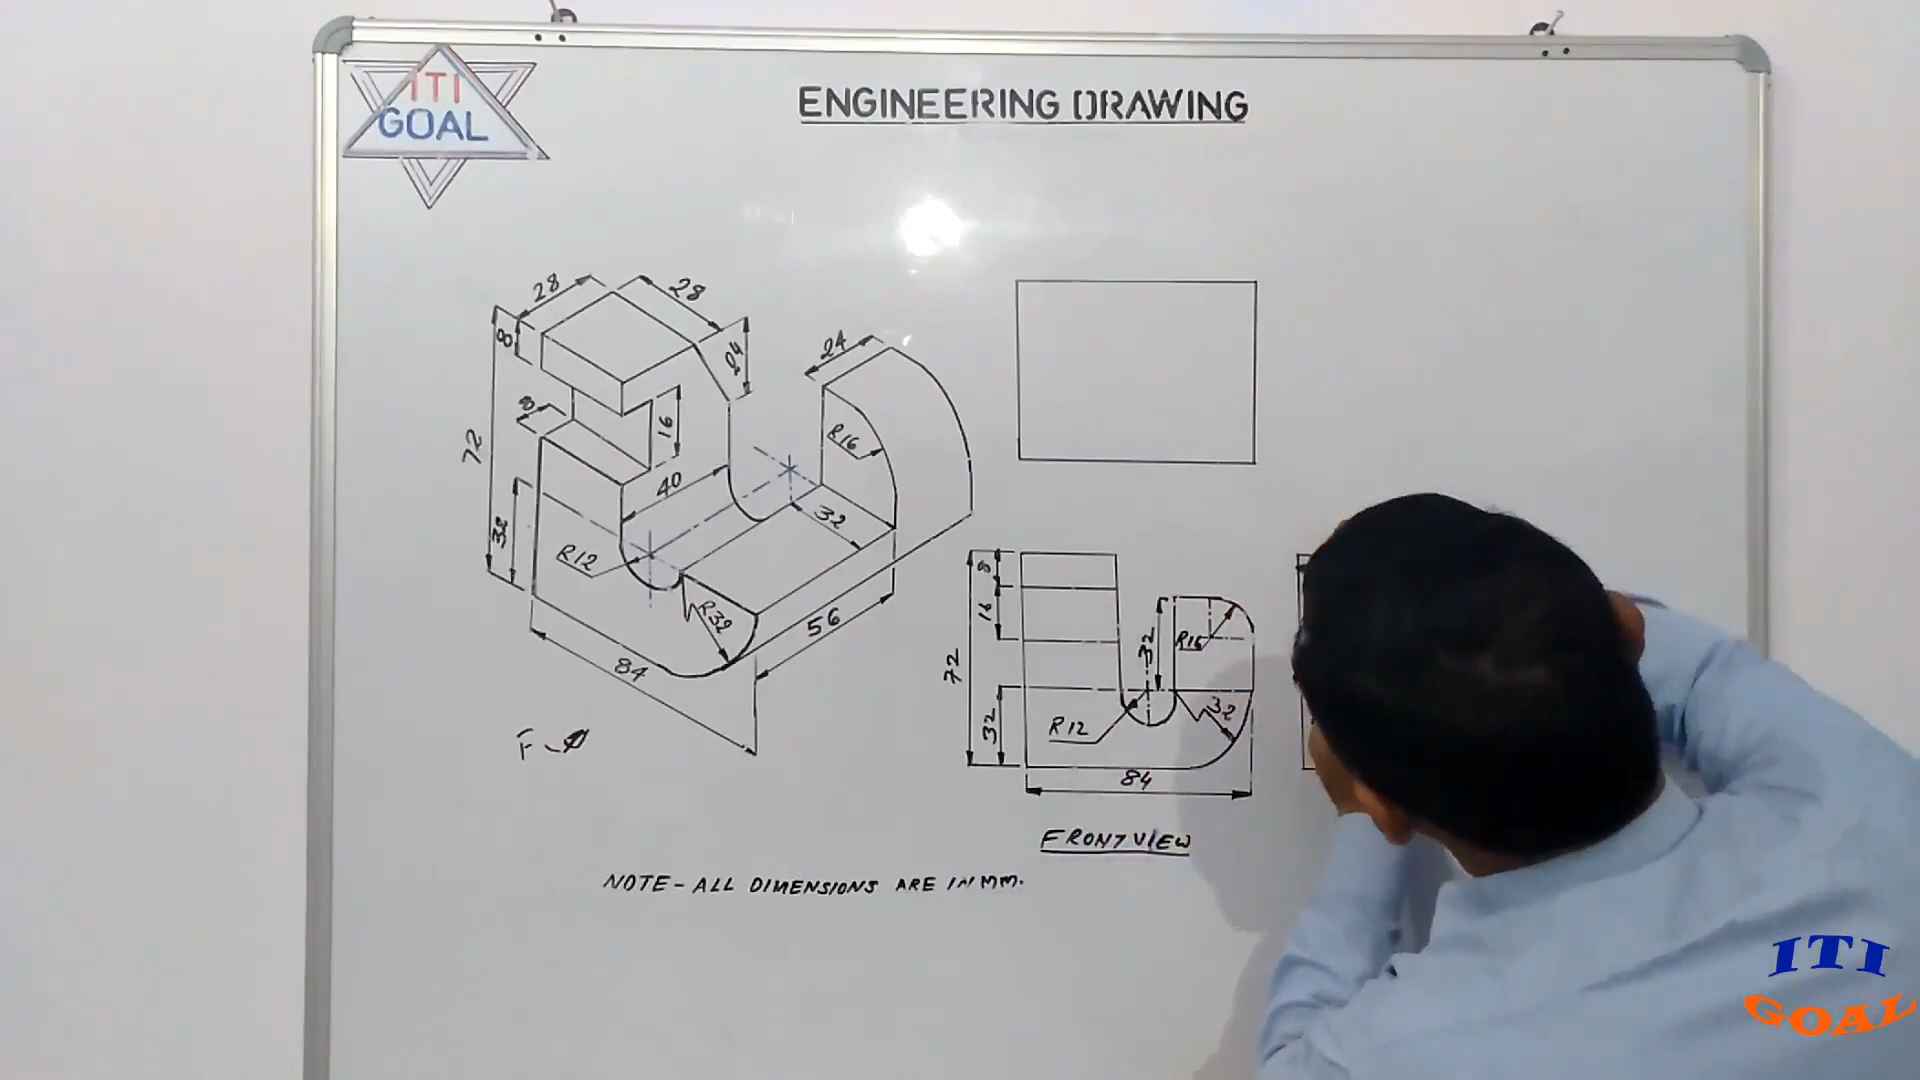 ITI
GOAL
ENGINEERING DRAWING
28
28
8
24
24
8
16
R16
72
40
38
32
R12
R32
56
84
8
16
32
R16
72
32
R12
32
84
FRONT VIEW
NOTE - ALL DIMENSIONS ARE IN MM.
ITI
GOAL